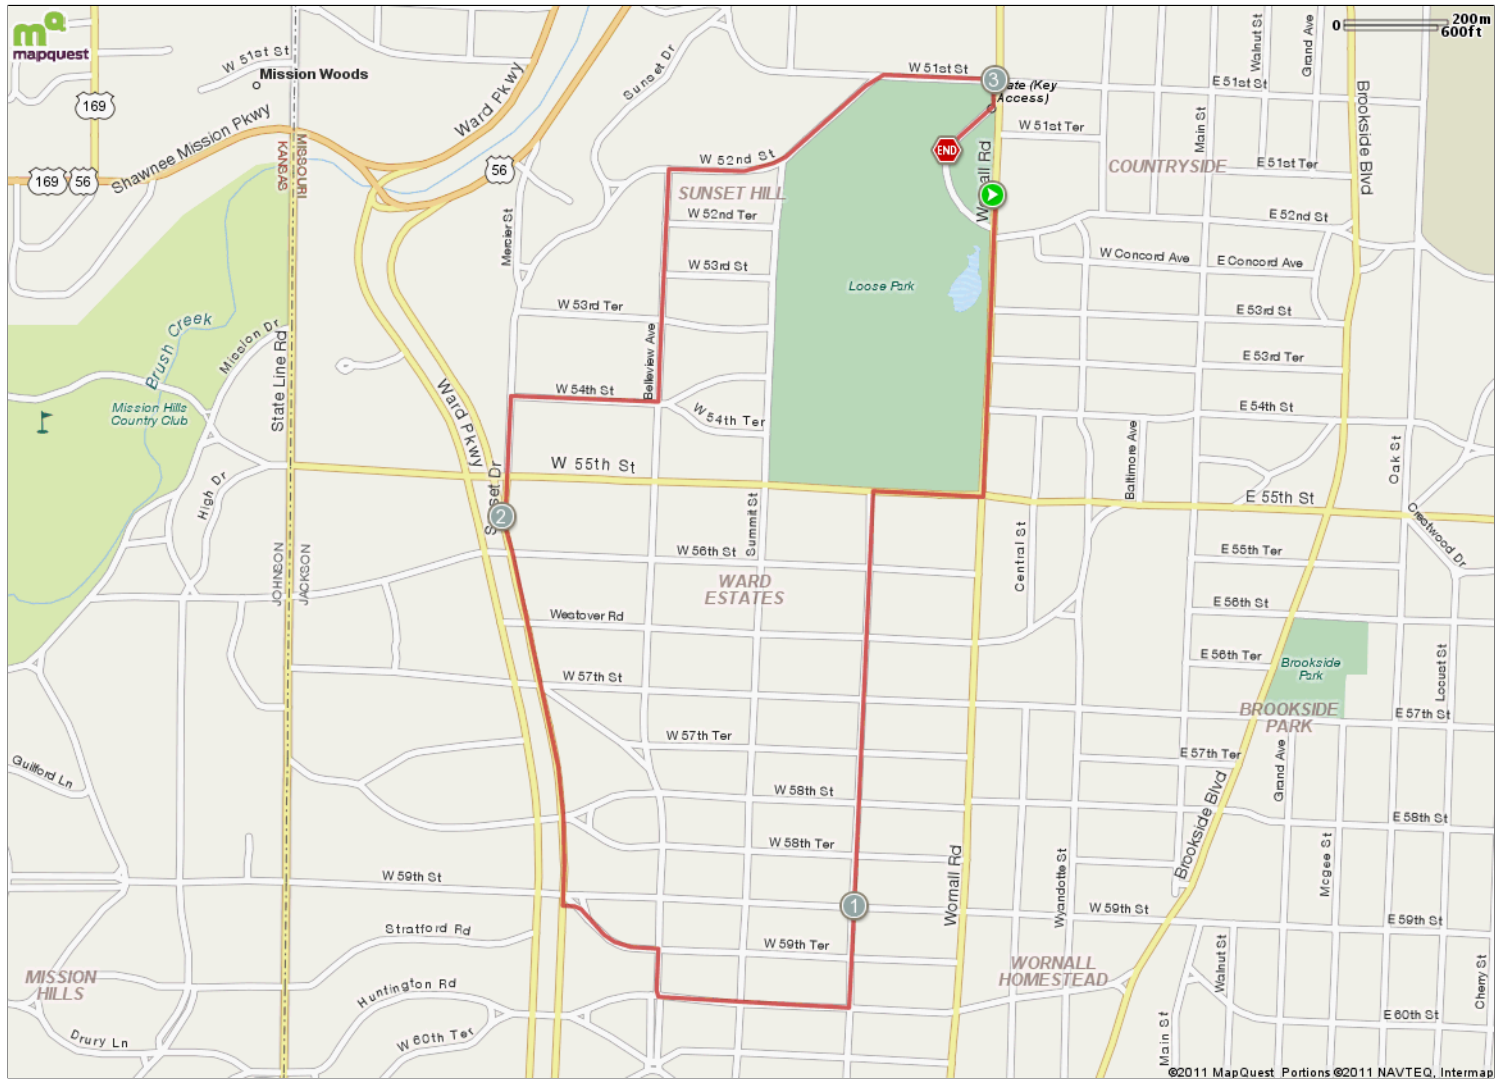 mapquest
W 51st St
Mission Woods
169
169
56
Shawnee Mission Pkwy
KANSAS
MISSOURI
Ward Pkwy
56
Sunset Dr
Mercier St
W 51st St
3
ate (Key
Access)
END
Wornall Rd
W 51st Ter
Main St
Walnut St
Grand Ave
0
200m
600ft
E 51st St
Brookside Blvd
COUNTRYSIDE
E 51st Ter
E 52nd St
W 52nd St
SUNSET HILL
W 52nd Ter
W 53rd St
W 53rd Ter
Belleview Ave
Loose Park
W Concord Ave
E Concord Ave
E 53rd St
E 53rd Ter
E 54th St
Brush Creek
Mission Dr
State Line Rd
Mission Hills
Country Club
High Dr
Ward Pkwy
W 54th St
W 54th Ter
W 55th St
Sunset Dr
2
Summit St
Baltimore Ave
Oak St
E 55th St
Crestwood Dr
Central St
JOHNSON
JACKSON
W 56th St
WARD
ESTATES
Westover Rd
W 57th St
W 57th Ter
E 55th Ter
E 56th St
E 56th Ter
Brookside
Park
BROOKSIDE
PARK
Locust St
E 57th St
E 57th Ter
Grand Ave
Guilford Ln
W 58th St
W 58th Ter
Brookside Blvd
E 58th St
Mcgee St
Wyandotte St
Wornall Rd
W 59th St
1
W 59th St
E 59th St
Stratford Rd
W 59th Ter
MISSION
HILLS
Huntington Rd
WORNALL
HOMESTEAD
Walnut St
Cherry St
Drury Ln
W 60th Ter
Main St
E 60th St
©2011 MapQuest Portions ©2011 NAVTEQ, Intermap